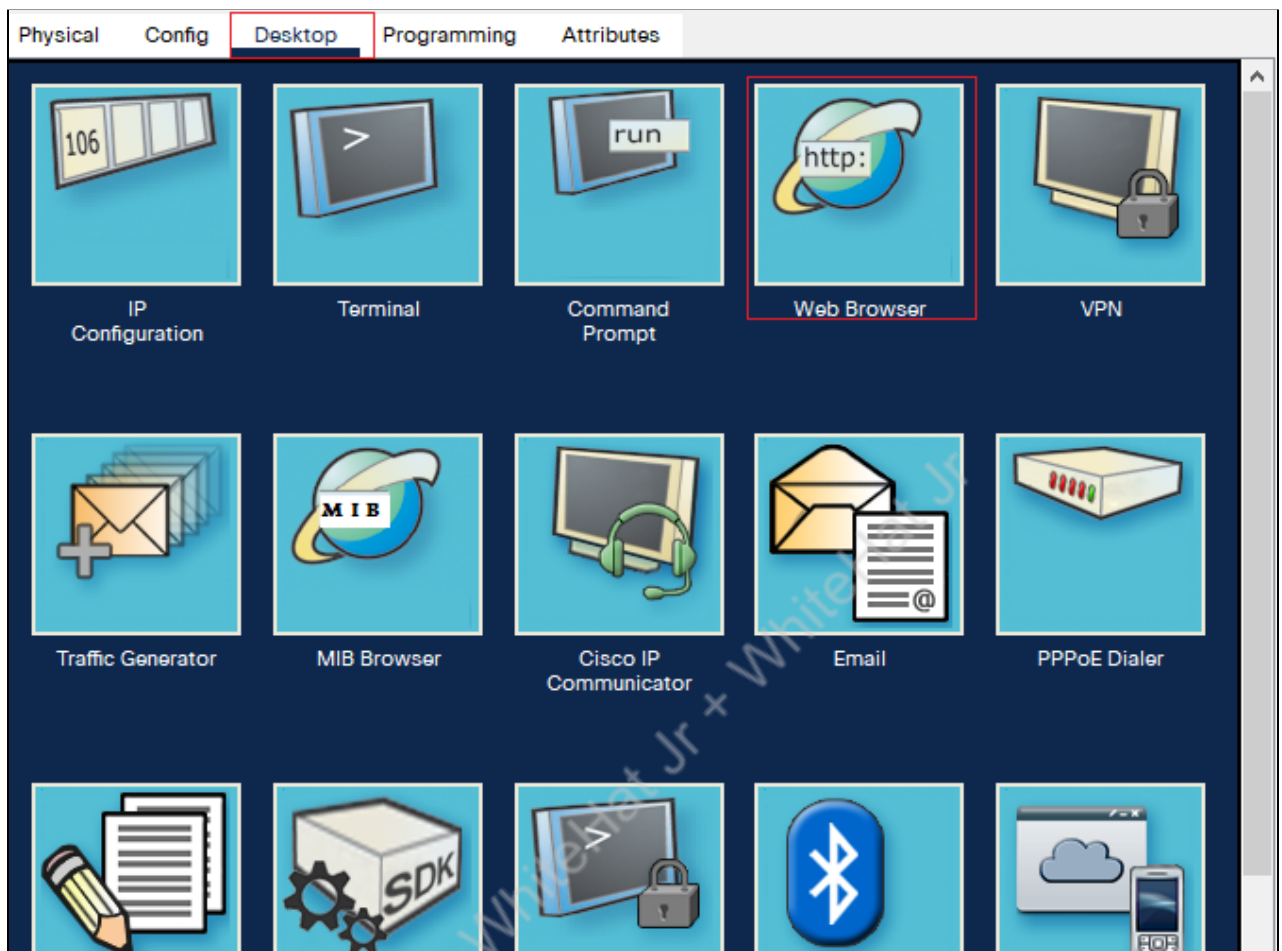 Physical Config Desktop Programming Attributes
106
>
run
http:
IP
Configuration
Terminal
Command
Prompt
Web Browser
VPN
MIB
@
Traffic Generator
MIB Browser
Cisco IP
Communicator
Email
PPPoE Dialer
SDK
>
WhiteHat Jr + WhiteHat Jr